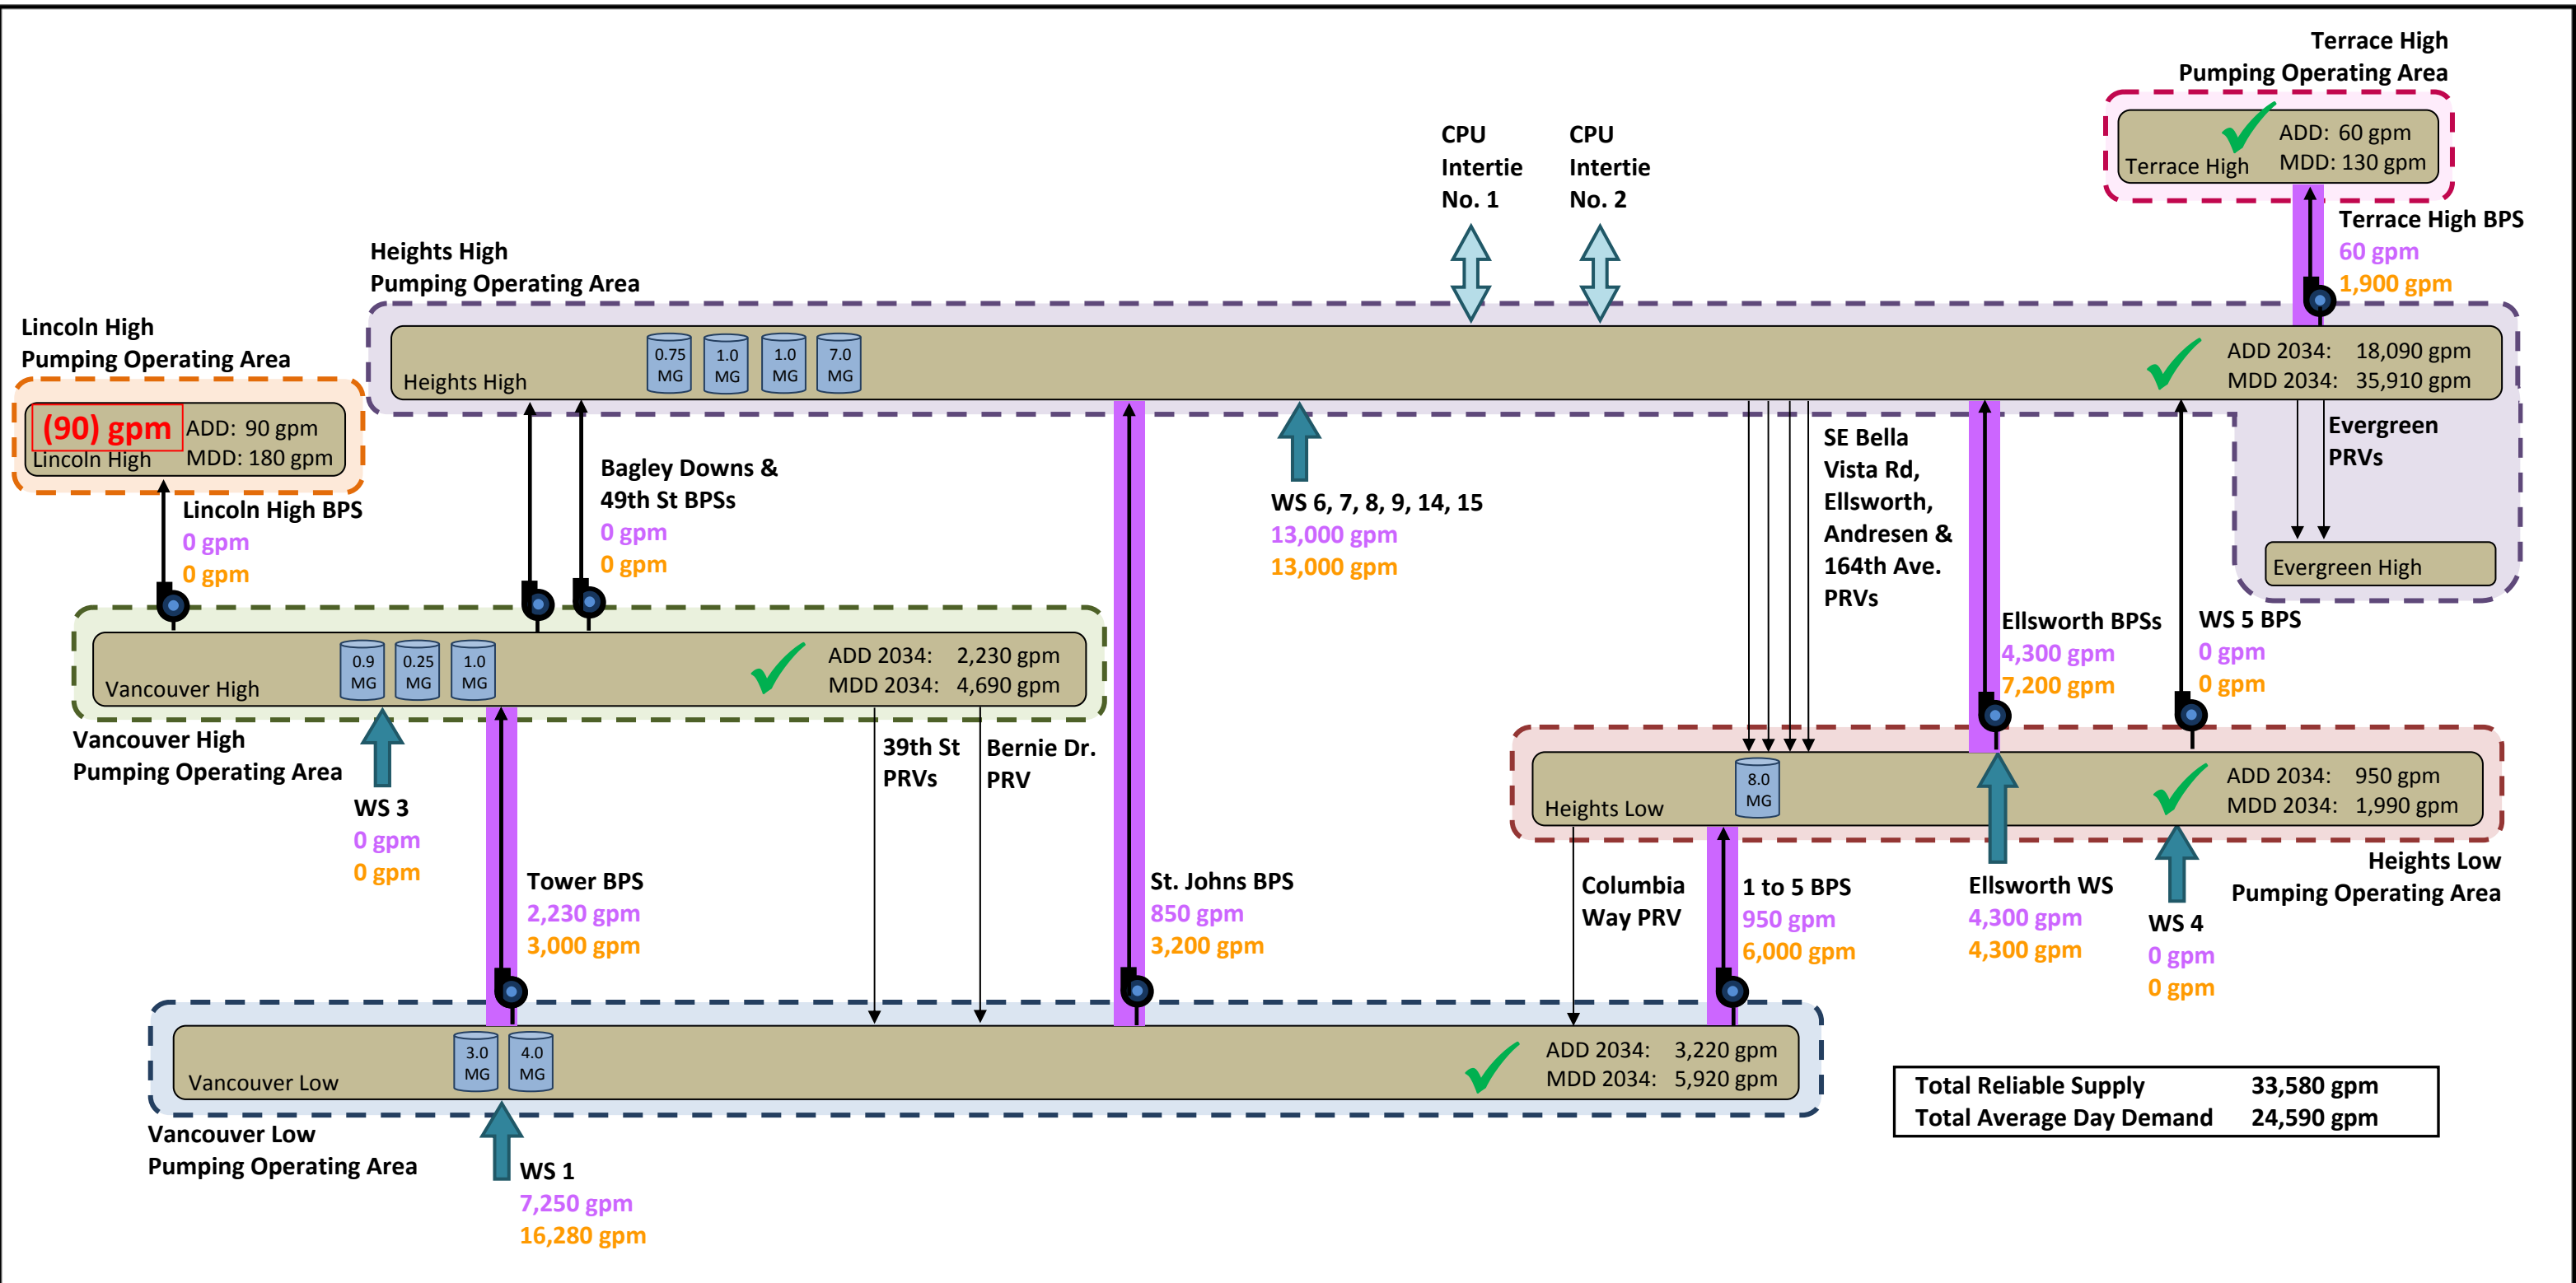 Terrace High
Pumping Operating Area
ADD: 60 gpm
Terrace High MDD: 130 gpm
Terrace High BPS
60 gpm
1,900 gpm
CPU
Intertie
No. 1
CPU
Intertie
No. 2
Heights High
Pumping Operating Area
0.75
MG
1.0
MG
1.0
MG
7.0
MG
Heights High
ADD 2034: 18,090 gpm
MDD 2034: 35,910 gpm
Lincoln High
Pumping Operating Area
(90) gpm
ADD: 90 gpm
Lincoln High MDD: 180 gpm
Lincoln High BPS
0 gpm
0 gpm
Bagley Downs &
49th St BPSs
0 gpm
0 gpm
WS 6, 7, 8, 9, 14, 15
13,000 gpm
13,000 gpm
SE Bella
Vista Rd,
Ellsworth,
Andresen &
164th Ave.
PRVs
Evergreen
PRVs
Evergreen High
Ellsworth BPSs
4,300 gpm
7,200 gpm
WS 5 BPS
0 gpm
0 gpm
0.9
MG
0.25
MG
1.0
MG
Vancouver High
ADD 2034: 2,230 gpm
MDD 2034: 4,690 gpm
Vancouver High
Pumping Operating Area
WS 3
0 gpm
0 gpm
39th St
PRVs
Bernie Dr.
PRV
8.0
MG
Heights Low
ADD 2034: 950 gpm
MDD 2034: 1,990 gpm
Heights Low
Pumping Operating Area
Tower BPS
2,230 gpm
3,000 gpm
St. Johns BPS
850 gpm
3,200 gpm
Columbia
Way PRV
1 to 5 BPS
950 gpm
6,000 gpm
Ellsworth WS
4,300 gpm
4,300 gpm
WS 4
0 gpm
0 gpm
3.0
MG
4.0
MG
Vancouver Low
ADD 2034: 3,220 gpm
MDD 2034: 5,920 gpm
Vancouver Low
Pumping Operating Area
WS 1
7,250 gpm
16,280 gpm
Total Reliable Supply 33,580 gpm
Total Average Day Demand 24,590 gpm